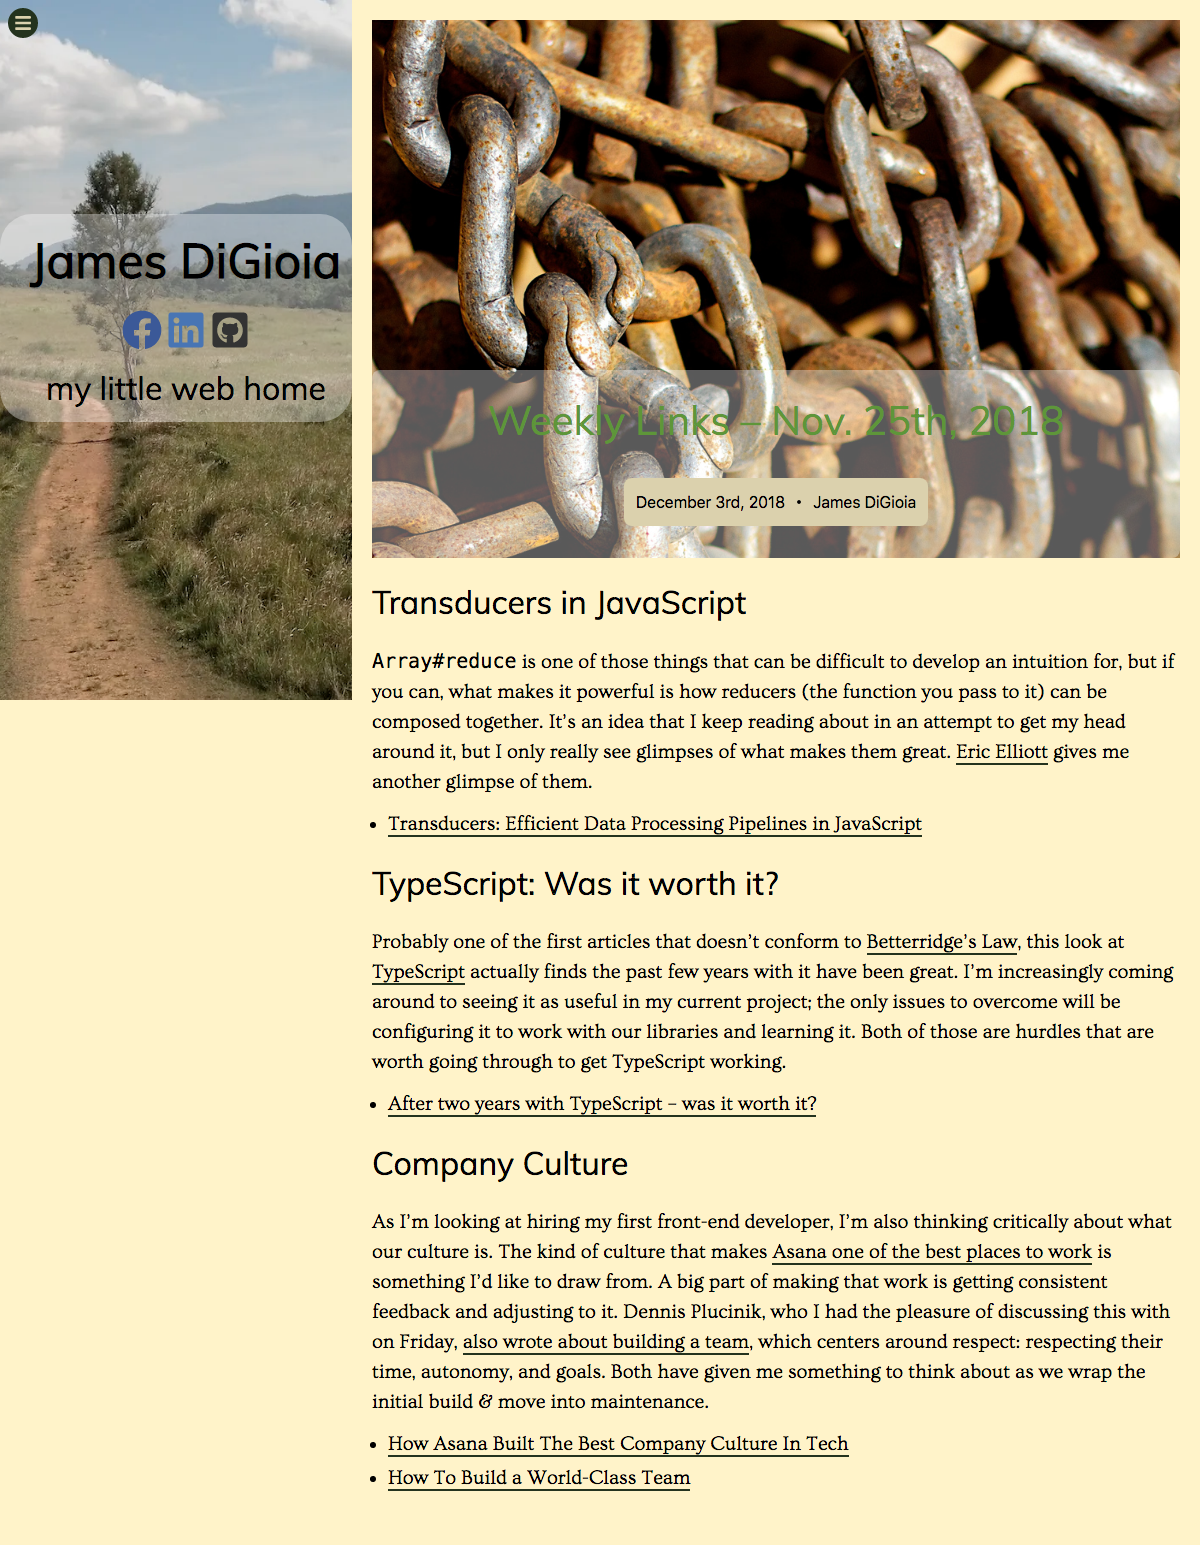 James DiGioia
my little web home
Weekly Links – Nov. 25th, 2018
December 3rd, 2018 • James DiGioia
Transducers in JavaScript
Array#reduce is one of those things that can be difficult to develop an intuition for, but if
you can, what makes it powerful is how reducers (the function you pass to it) can be
composed together. It’s an idea that I keep reading about in an attempt to get my head
around it, but I only really see glimpses of what makes them great. Eric Elliott gives me
another glimpse of them.
• Transducers: Efficient Data Processing Pipelines in JavaScript
TypeScript: Was it worth it?
Probably one of the first articles that doesn’t conform to Betterridge’s Law, this look at
TypeScript actually finds the past few years with it have been great. I’m increasingly coming
around to seeing it as useful in my current project; the only issues to overcome will be
configuring it to work with our libraries and learning it. Both of those are hurdles that are
worth going through to get TypeScript working.
• After two years with TypeScript – was it worth it?
Company Culture
As I’m looking at hiring my first front-end developer, I’m also thinking critically about what
our culture is. The kind of culture that makes Asana one of the best places to work is
something I’d like to draw from. A big part of making that work is getting consistent
feedback and adjusting to it. Dennis Plucinik, who I had the pleasure of discussing this with
on Friday, also wrote about building a team, which centers around respect: respecting their
time, autonomy, and goals. Both have given me something to think about as we wrap the
initial build & move into maintenance.
• How Asana Built The Best Company Culture In Tech
• How To Build a World-Class Team